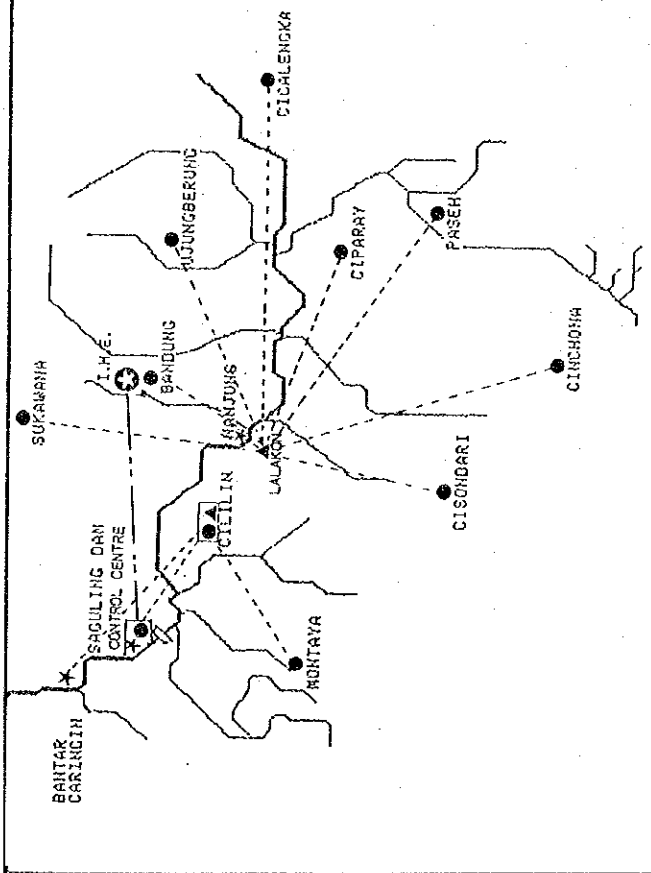 BANTAR
CARINGIN
SAGULING DAM
CONTROL CENTRE
SUKAWANA
I.H.E.
BANDUNG
UJUNGBERUNG
CICALENGKA
NANJUNG
LALAKON
CILILIN
CIPARAY
PASEH
MONTAYA
CISONDARI
CINCHONA